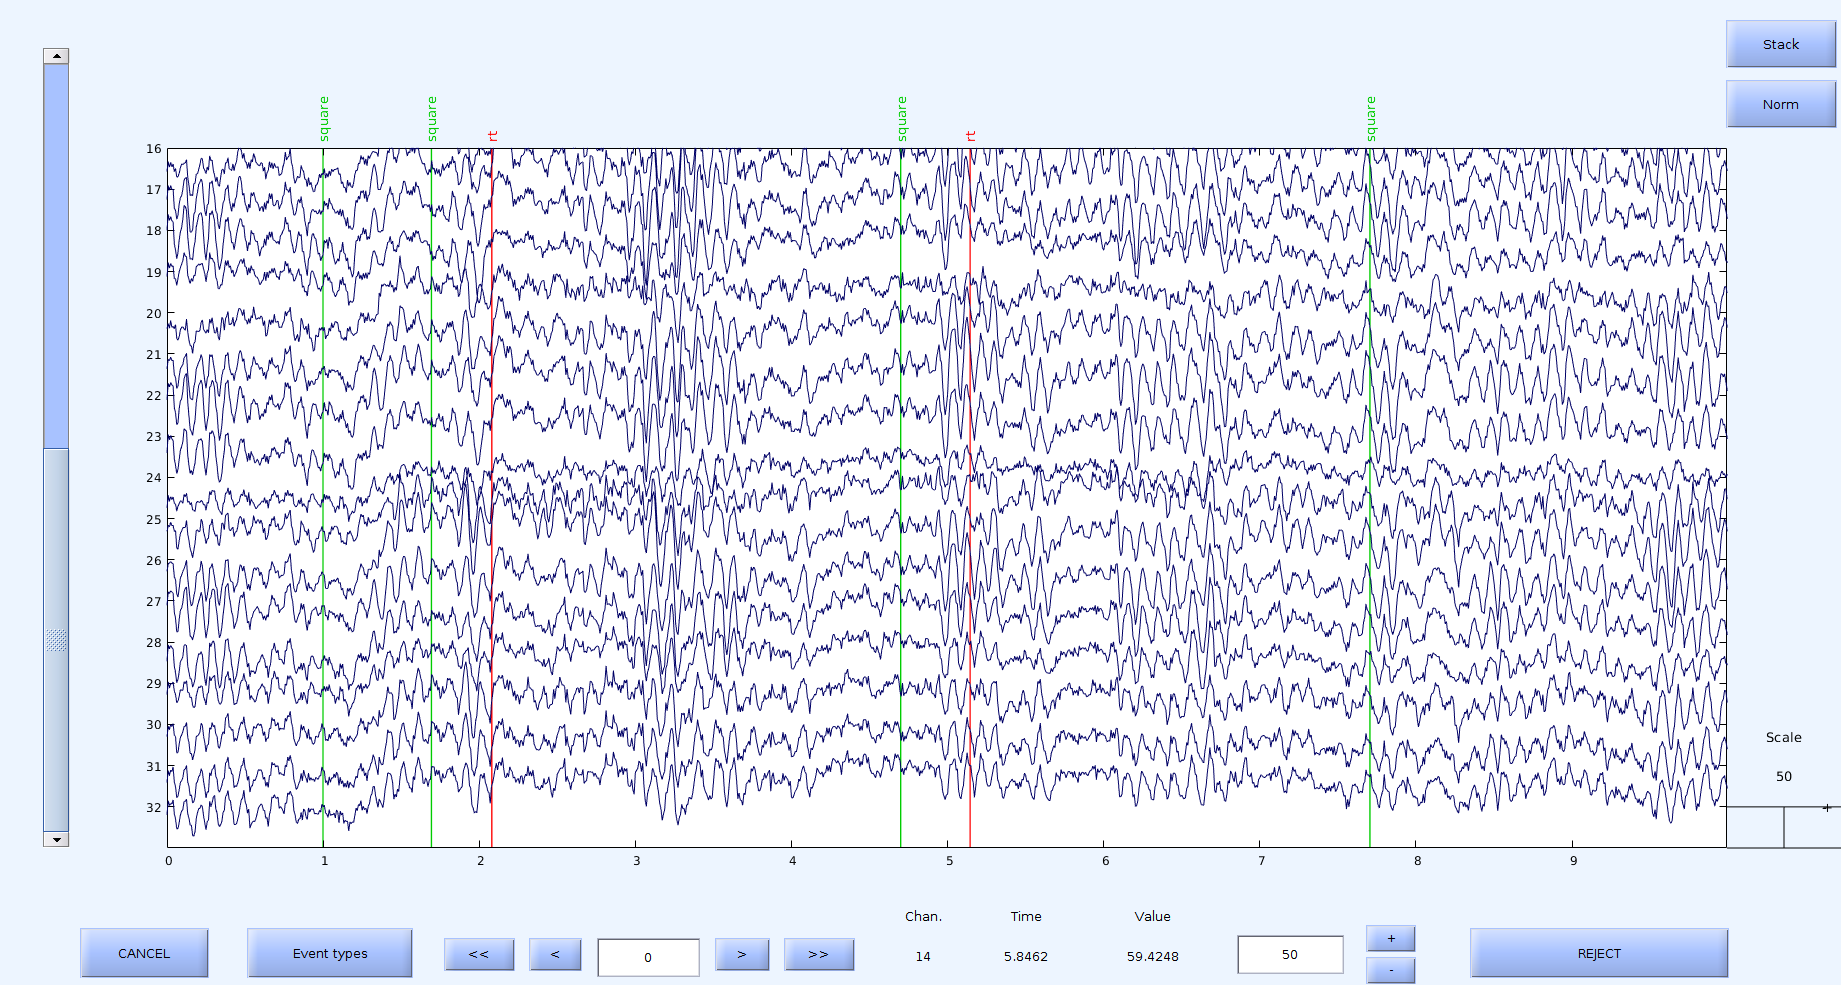 Stack
Norm
square
square
rt
square
rt
square
16
17
18
19
20
21
22
23
24
25
26
27
28
29
30
31
32
0 1 2 3 4 5 6 7 8 9
Scale
50
+
Chan. Time Value
CANCEL Event types << < 0 > >> 14 5.8462 59.4248 50 + - REJECT